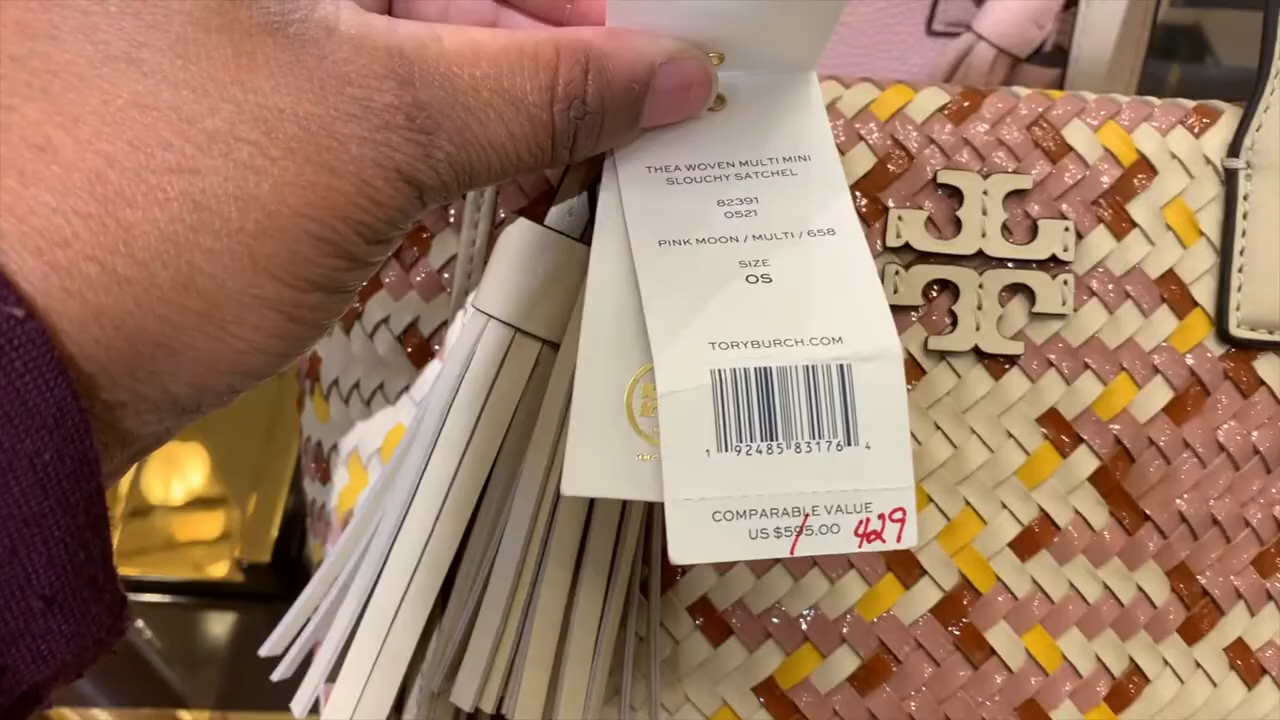 THEA WOVEN MULTI MINI
SLOUCHY SATCHEL
82391
0521
PINK MOON / MULTI / 658
SIZE
OS
TORYBURCH.COM
1 92485 83176 4
COMPARABLE VALUE
US $595.00 429